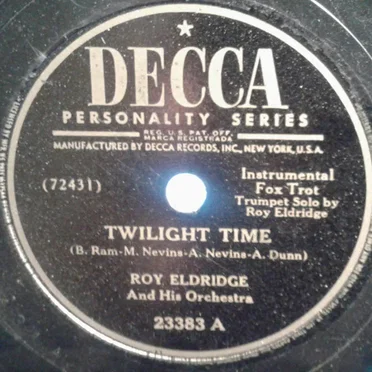 DECCA
PERSONALITY SERIES
REG. U.S. PAT. OFF.
MARCA REGISTRADA
MANUFACTURED BY DECCA RECORDS, INC., NEW YORK, U.S.A.
(72431)
Instrumental
Fox Trot
Trumpet Solo by
Roy Eldridge
TWILIGHT TIME
(B. Ram-M. Nevins-A. Nevins-A. Dunn)
ROY ELDRIDGE
And His Orchestra
23383 A